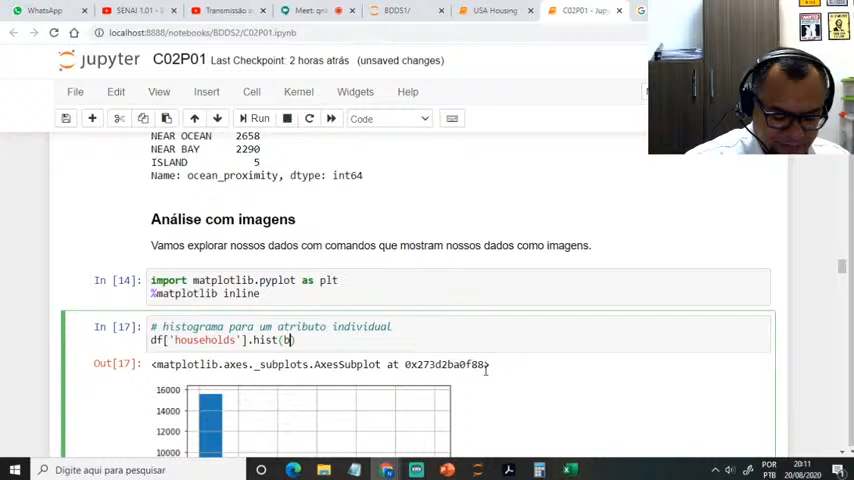 WhatsApp
SENAI 1.01 -
Transmissão
Meet: qn
BDDS1/
USA Housing
C02P01 - Jupy
localhost:8888/notebooks/BDDS2/C02P01.ipynb
jupyter C02P01 Last Checkpoint: 2 horas atrás (unsaved changes)
File Edit View Insert Cell Kernel Widgets Help
Run Code
NEAR OCEAN 2658
NEAR BAY 2290
ISLAND 5
Name: ocean_proximity, dtype: int64
Análise com imagens
Vamos explorar nossos dados com comandos que mostram nossos dados como imagens.
In [14]: import matplotlib.pyplot as plt
%matplotlib inline
In [17]: # histograma para um atributo individual
df['households'].hist(b)
Out[17]: <matplotlib.axes._subplots.AxesSubplot at 0x273d2ba0f88>
16000
14000
12000
10000
Digite aqui para pesquisar
POR
PTB
20:11
20/08/2020